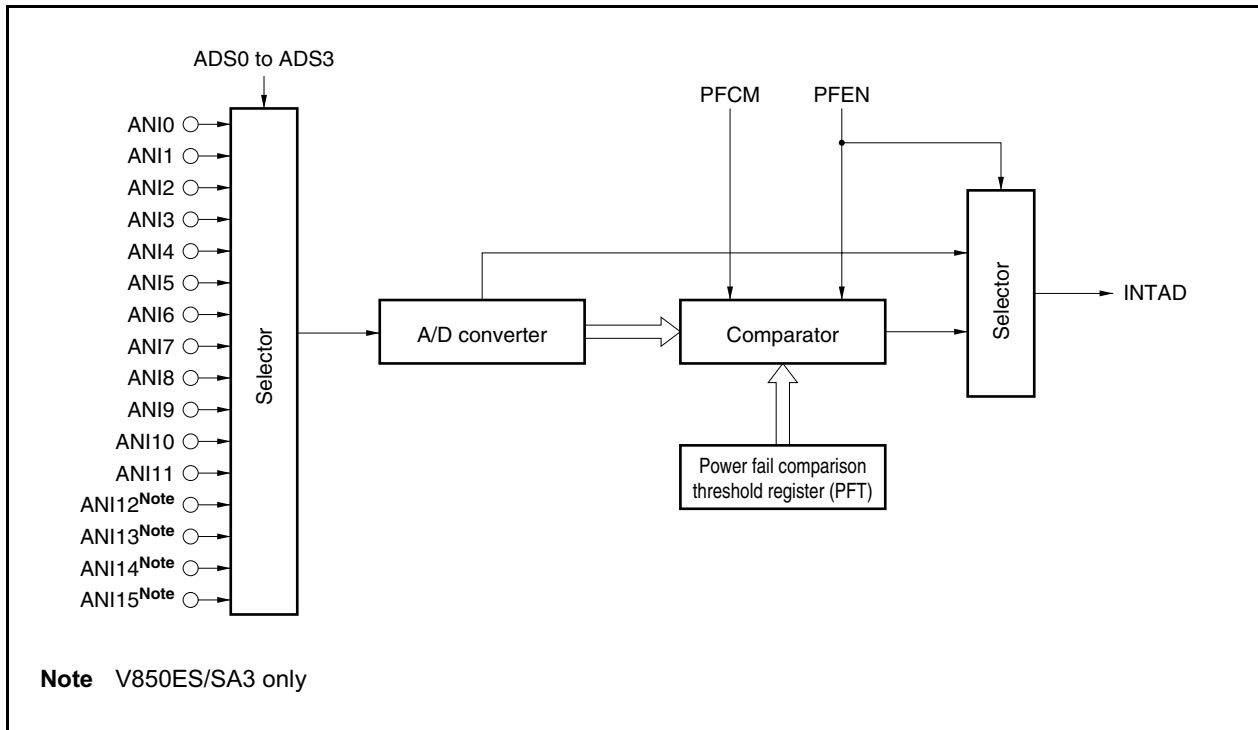 ADS0 to ADS3
PFCM
PFEN
ANI0
ANI1
ANI2
ANI3
ANI4
ANI5
ANI6
ANI7
ANI8
ANI9
ANI10
ANI11
ANI12Note
ANI13Note
ANI14Note
ANI15Note
Selector
A/D converter
Comparator
Selector
INTAD
Power fail comparison
threshold register (PFT)
Note V850ES/SA3 only